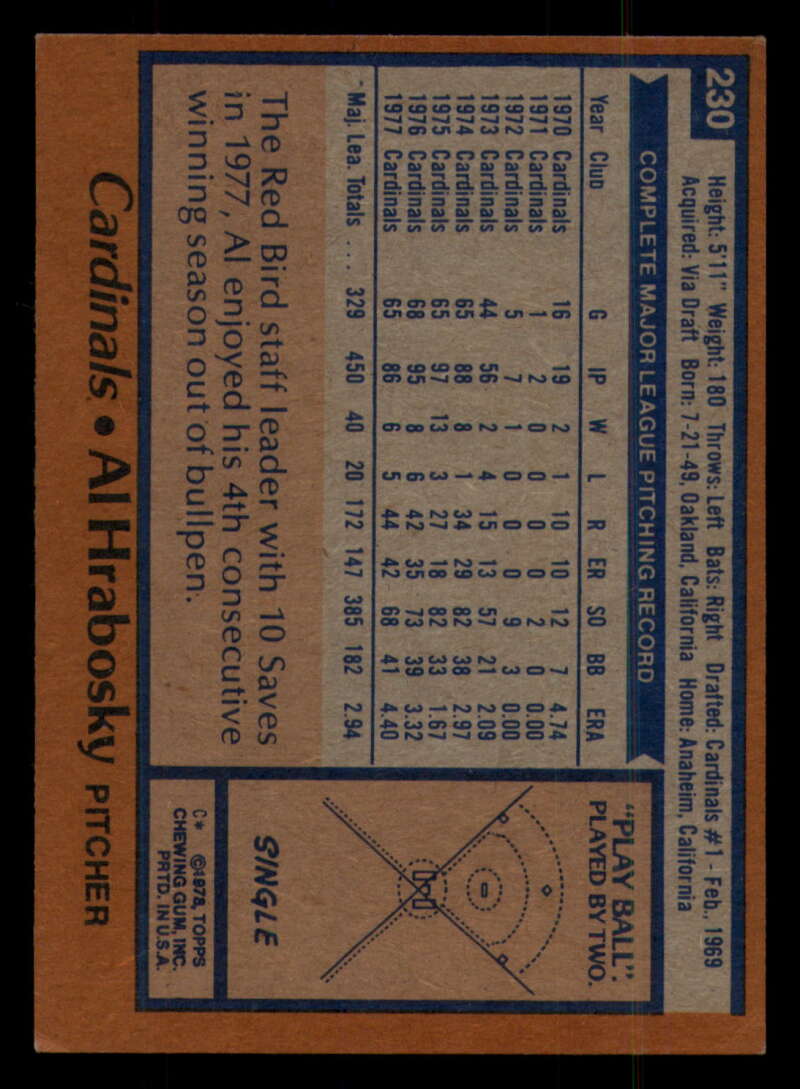 230
Height: 5'11" Weight: 180 Throws: Left Bats: Right Drafted: Cardinals #1 - Feb., 1969
Acquired: Via Draft Born: 7-21-49, Oakland, California Home: Anaheim, California
COMPLETE MAJOR LEAGUE PITCHING RECORD
Year Club G IP W L R ER SO BB ERA
1970 Cardinals 16 19 2 1 10 10 12 7 4.74
1971 Cardinals 1 2 0 0 0 0 2 0 0.00
1972 Cardinals 5 7 1 0 0 0 9 3 0.00
1973 Cardinals 44 56 2 4 15 13 57 21 2.09
1974 Cardinals 65 88 8 1 34 29 82 38 2.97
1975 Cardinals 65 97 13 3 27 18 82 33 1.67
1976 Cardinals 68 95 8 6 42 35 73 39 3.32
1977 Cardinals 65 86 6 5 44 42 68 41 4.40
Maj. Lea. Totals ... 329 450 40 20 172 147 385 182 2.94
The Red Bird staff leader with 10 Saves
in 1977, Al enjoyed his 4th consecutive
winning season out of bullpen.
"PLAY BALL":
PLAYED BY TWO.
SINGLE
C* ©1978, TOPPS
CHEWING GUM, INC.
PRTD. IN U.S.A.
Cardinals • Al Hrabosky PITCHER